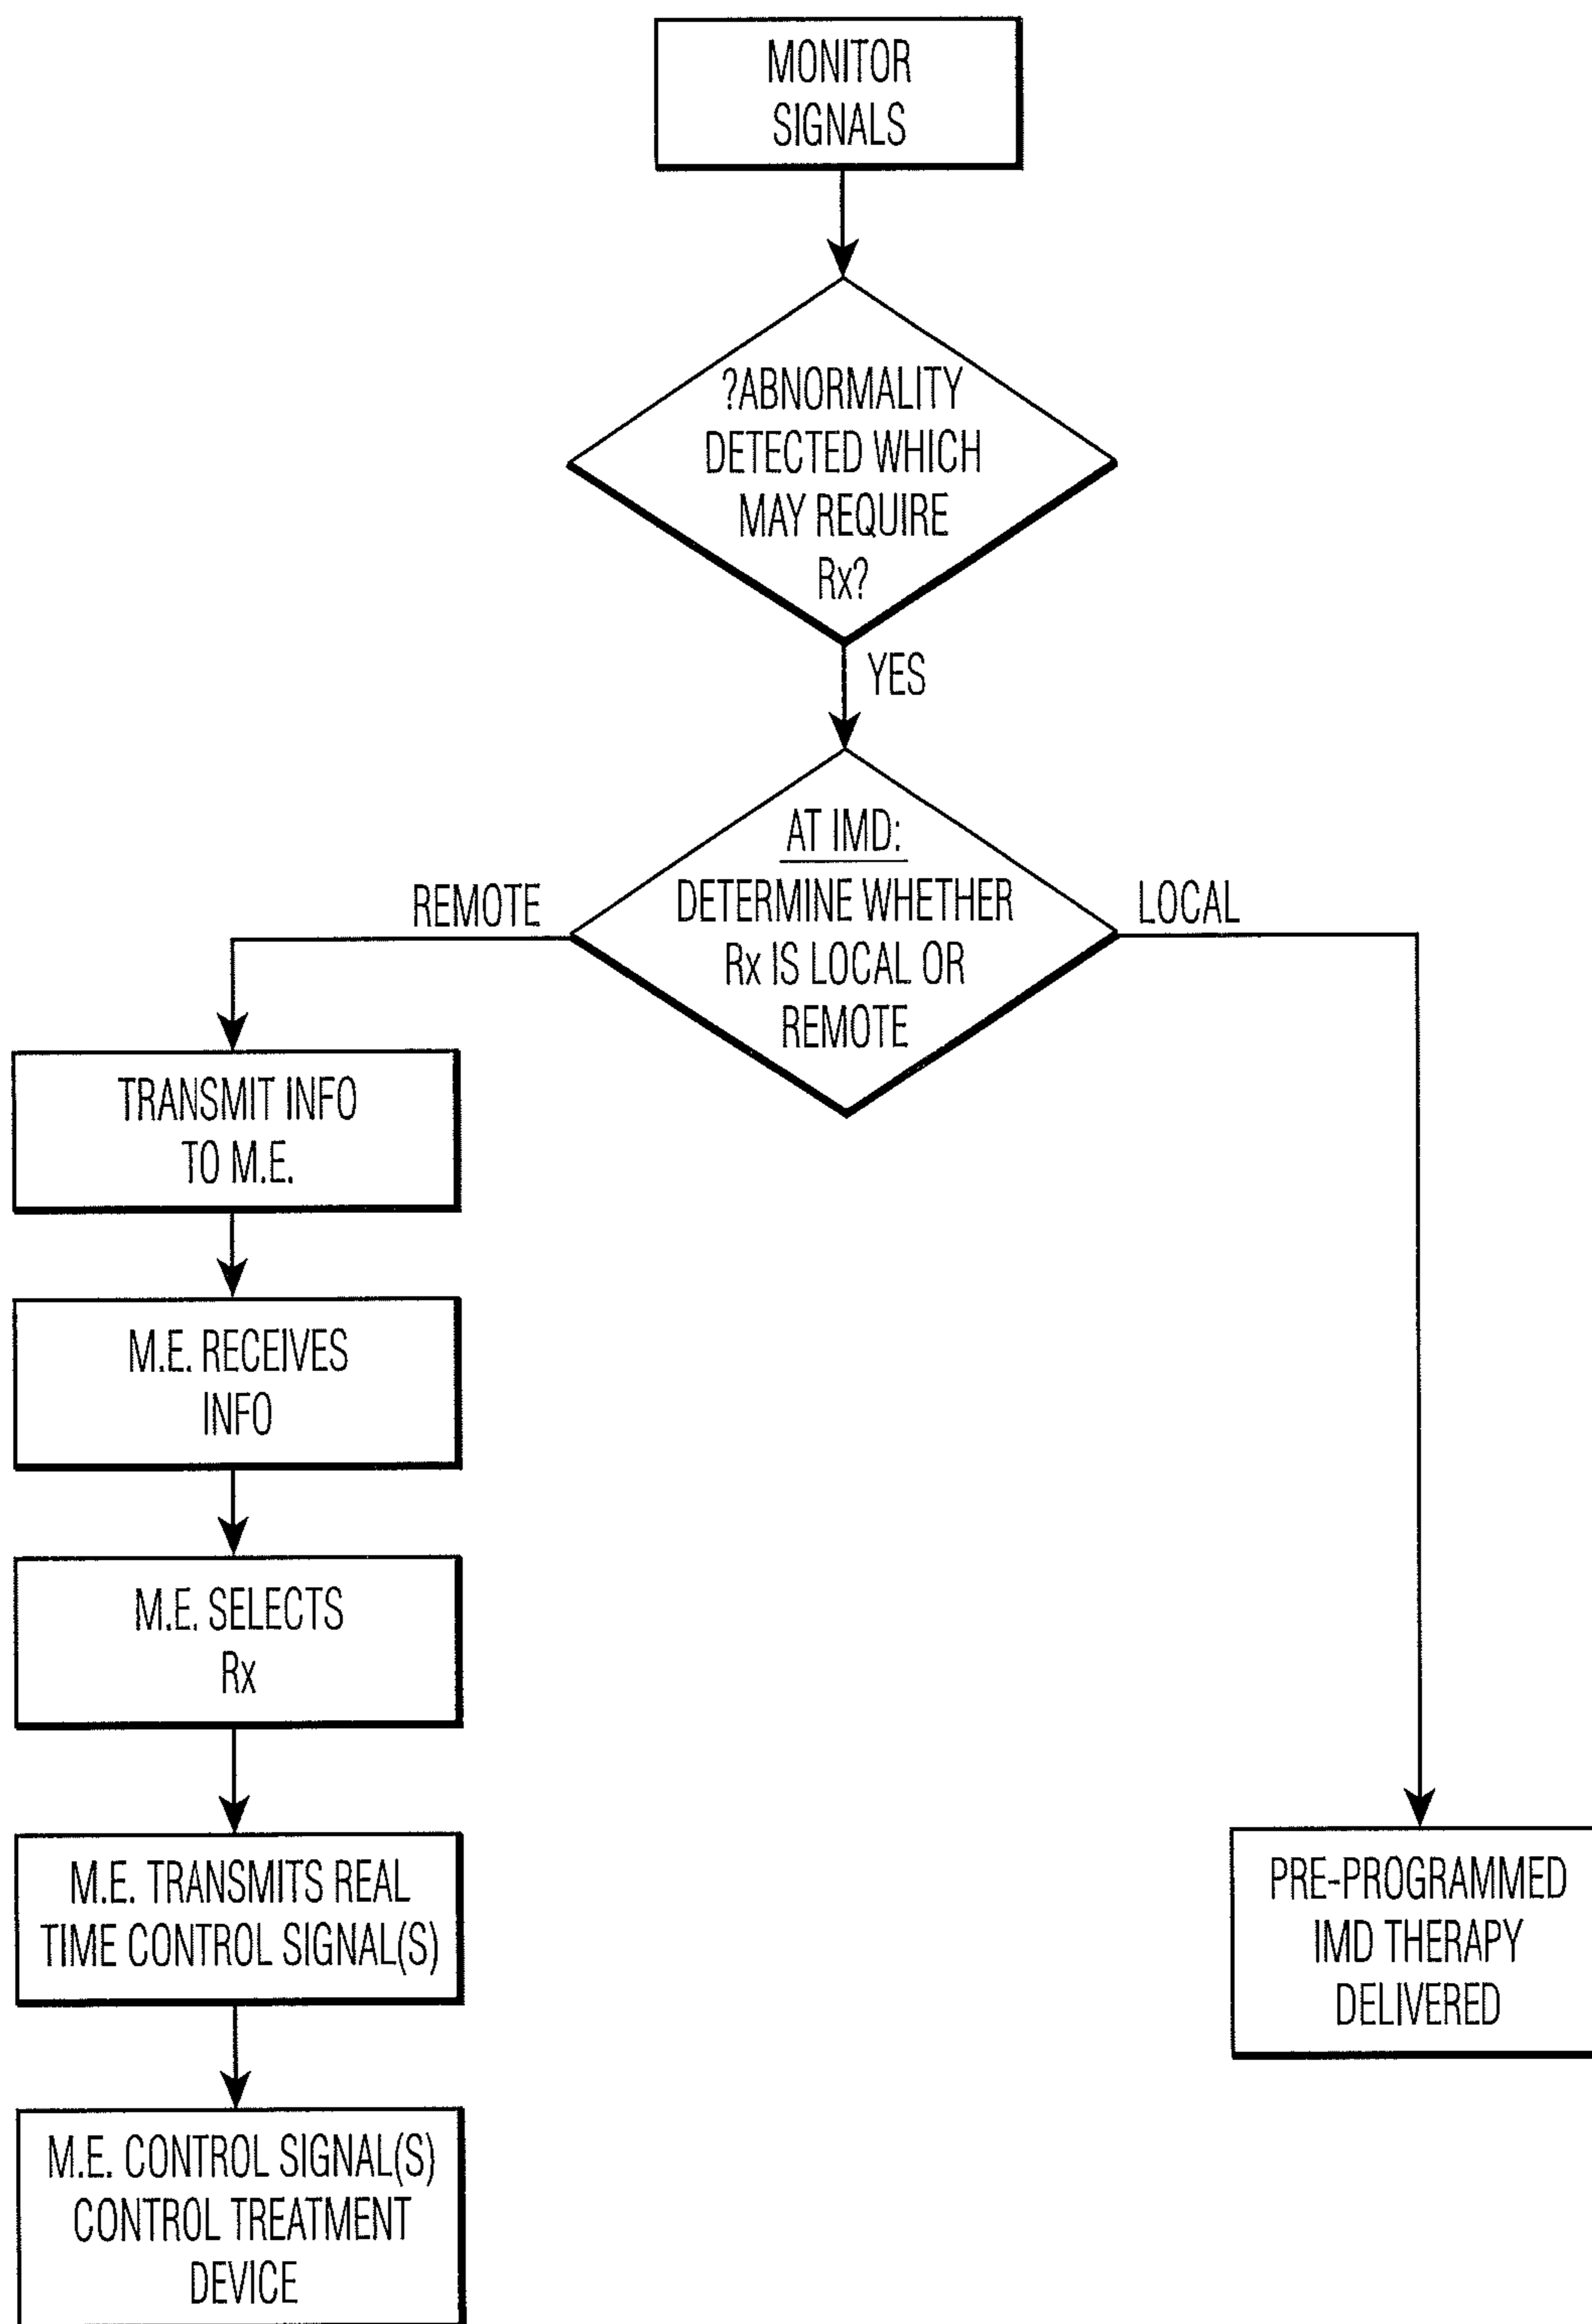 MONITOR
SIGNALS
?ABNORMALITY
DETECTED WHICH
MAY REQUIRE
Rx?
YES
AT IMD:
DETERMINE WHETHER
Rx IS LOCAL OR
REMOTE
REMOTE
LOCAL
TRANSMIT INFO
TO M.E.
M.E. RECEIVES
INFO
M.E. SELECTS
Rx
M.E. TRANSMITS REAL
TIME CONTROL SIGNAL(S)
M.E. CONTROL SIGNAL(S)
CONTROL TREATMENT
DEVICE
PRE-PROGRAMMED
IMD THERAPY
DELIVERED